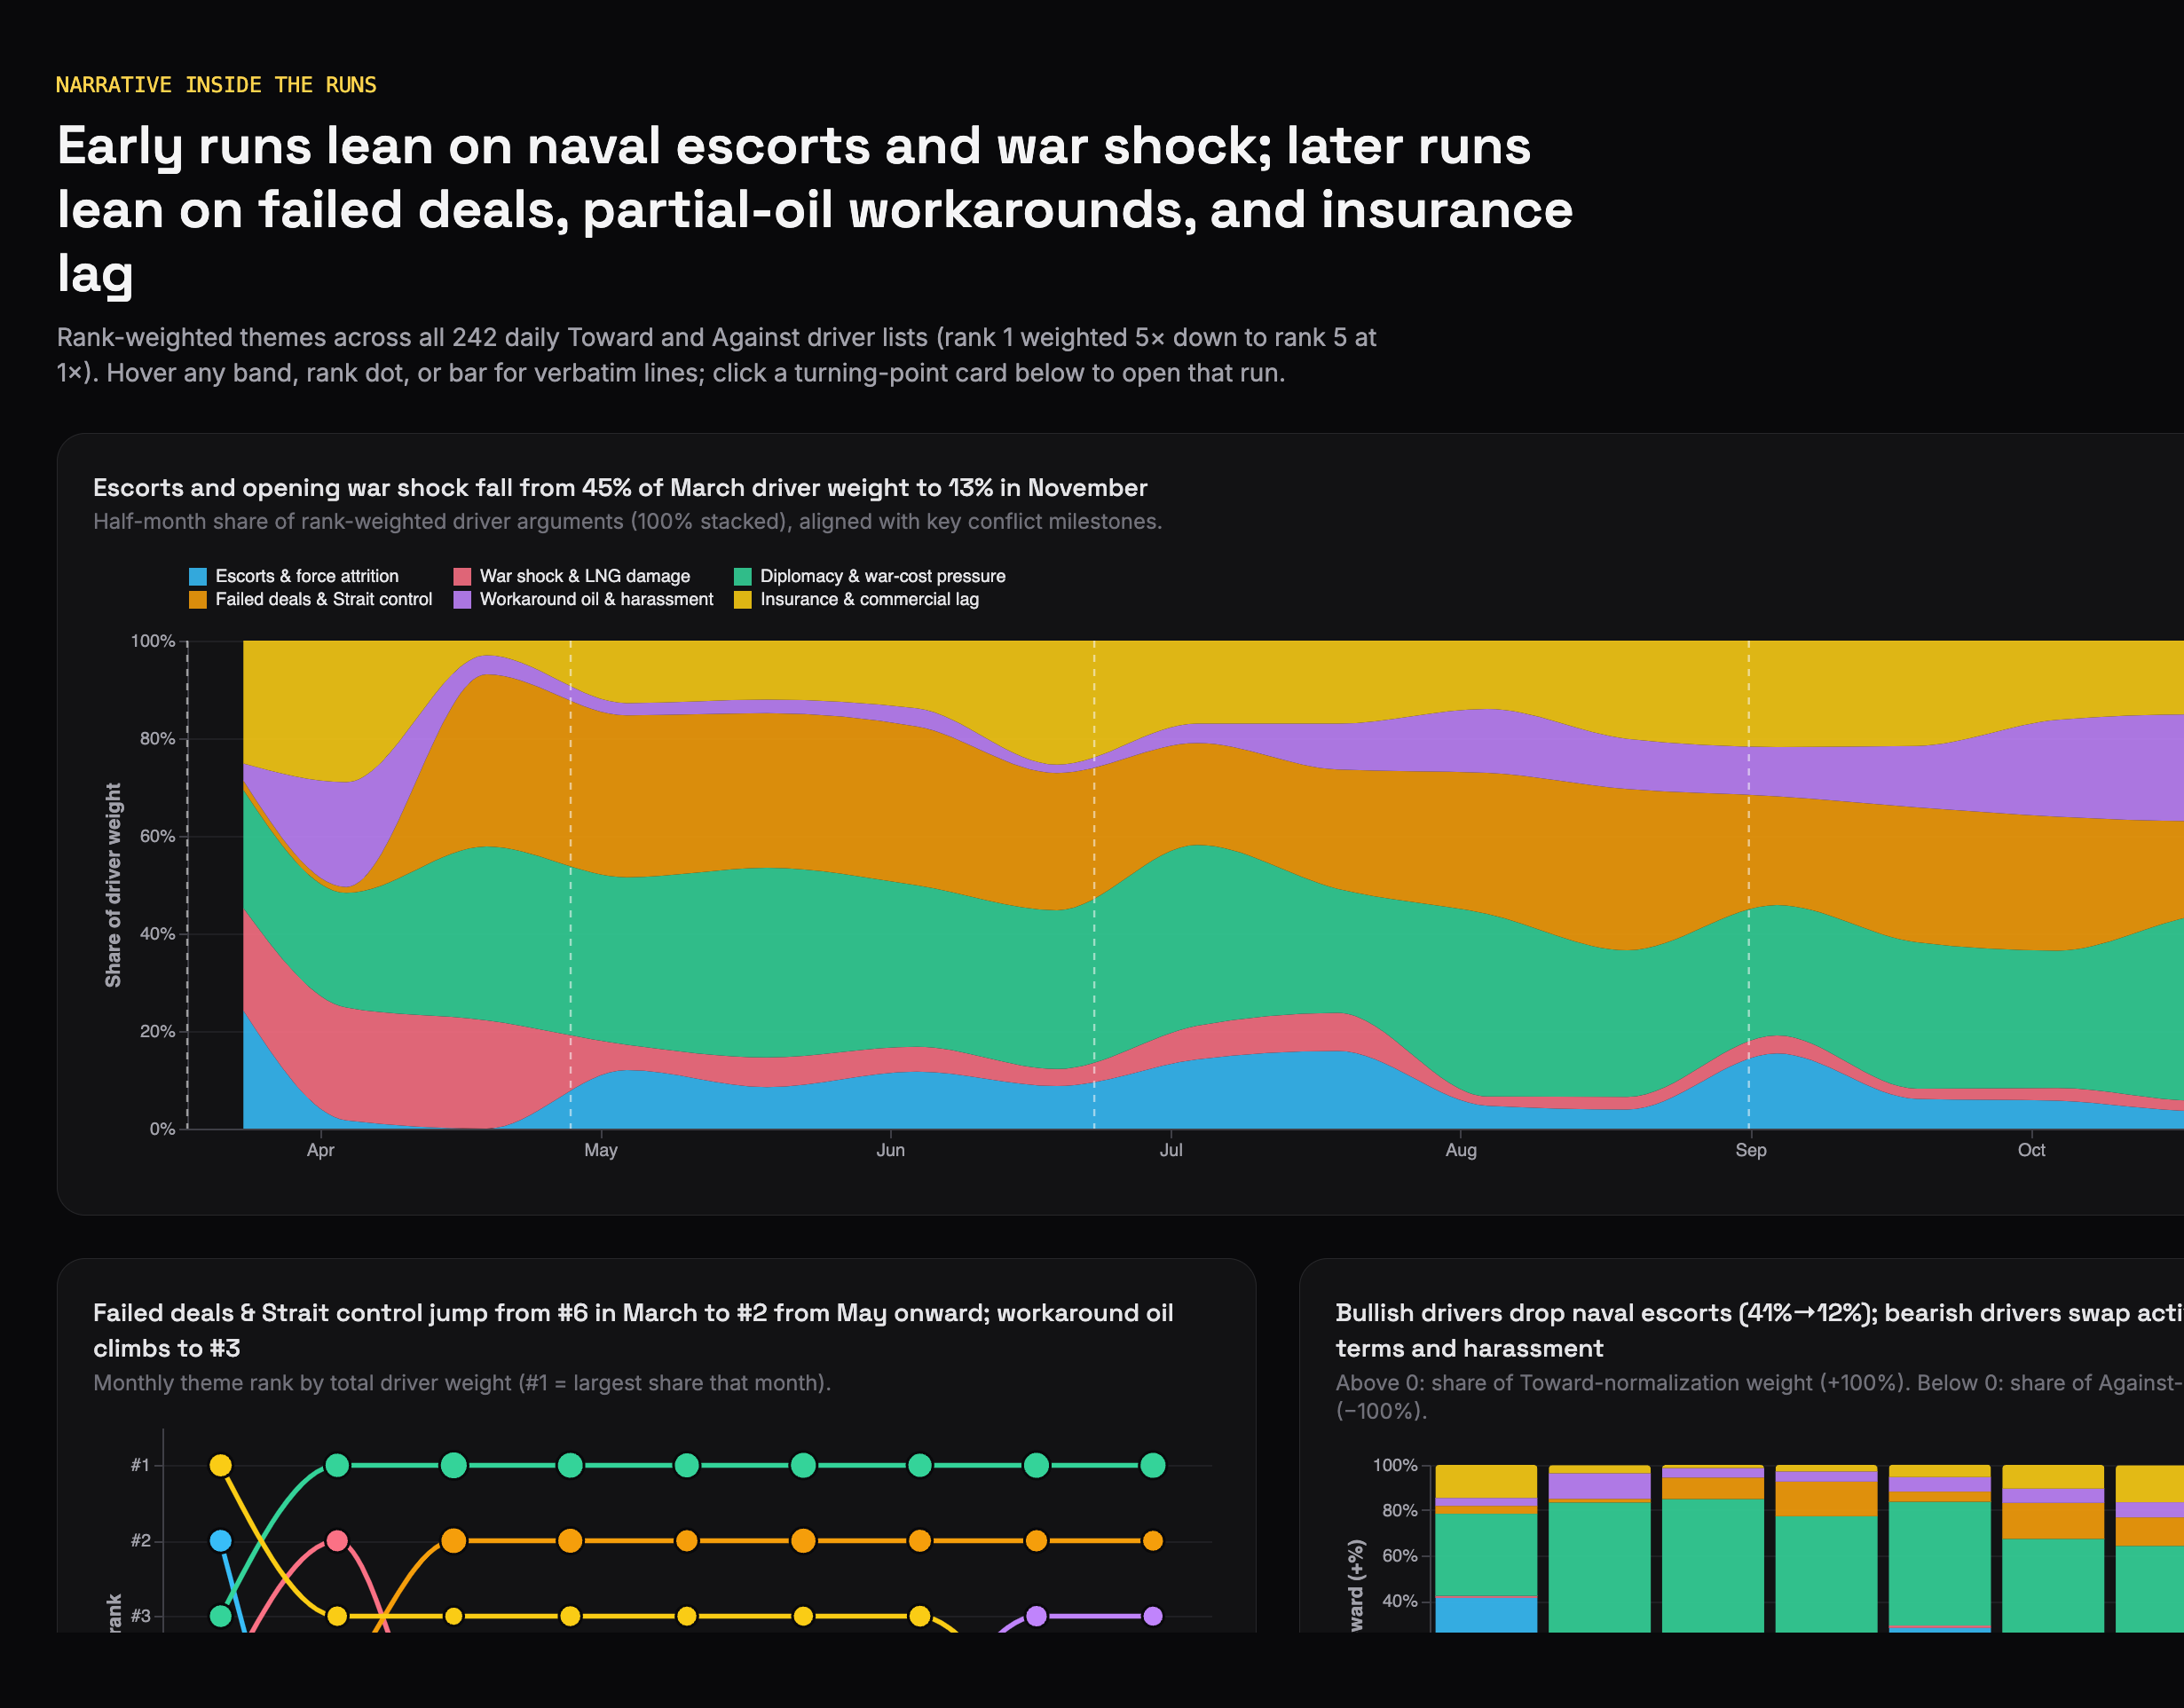 NARRATIVE INSIDE THE RUNS
Early runs lean on naval escorts and war shock; later runs
lean on failed deals, partial-oil workarounds, and insurance
lag
Rank-weighted themes across all 242 daily Toward and Against driver lists (rank 1 weighted 5× down to rank 5 at
1×). Hover any band, rank dot, or bar for verbatim lines; click a turning-point card below to open that run.
Escorts and opening war shock fall from 45% of March driver weight to 13% in November
Half-month share of rank-weighted driver arguments (100% stacked), aligned with key conflict milestones.
Escorts & force attrition
War shock & LNG damage
Diplomacy & war-cost pressure
Failed deals & Strait control
Workaround oil & harassment
Insurance & commercial lag
Share of driver weight
100%
80%
60%
40%
20%
0%
Apr
May
Jun
Jul
Aug
Sep
Oct
Failed deals & Strait control jump from #6 in March to #2 from May onward; workaround oil
climbs to #3
Monthly theme rank by total driver weight (#1 = largest share that month).
#1
#2
#3
rank
Bullish drivers drop naval escorts (41%→12%); bearish drivers swap acti
terms and harassment
Above 0: share of Toward-normalization weight (+100%). Below 0: share of Against-
(−100%).
100%
80%
60%
40%
ward (+%)